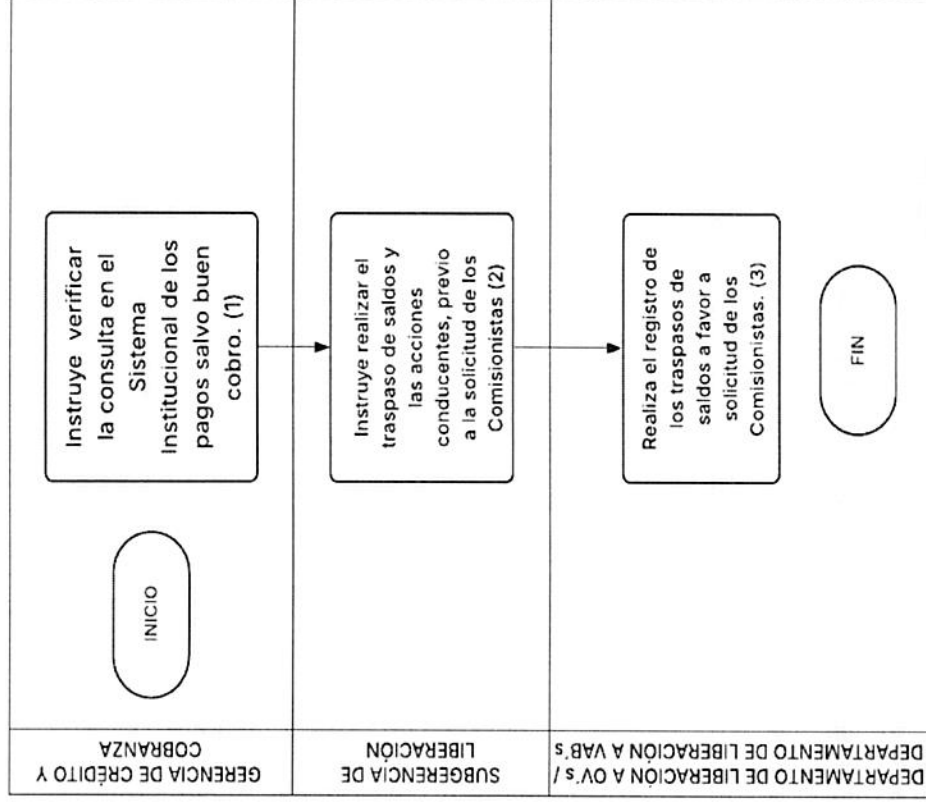 GERENCIA DE CRÉDITO Y
COBRANZA
INICIO
Instruye verificar
la consulta en el
Sistema
Institucional de los
pagos salvo buen
cobro. (1)
SUBGERENCIA DE
LIBERACIÓN
Instruye realizar el
traspaso de saldos y
las acciones
conducentes, previo
a la solicitud de los
Comisionistas (2)
DEPARTAMENTO DE LIBERACIÓN A OV's /
DEPARTAMENTO DE LIBERACIÓN A VAB's
Realiza el registro de
los traspasos de
saldos a favor a
solicitud de los
Comisionistas. (3)
FIN